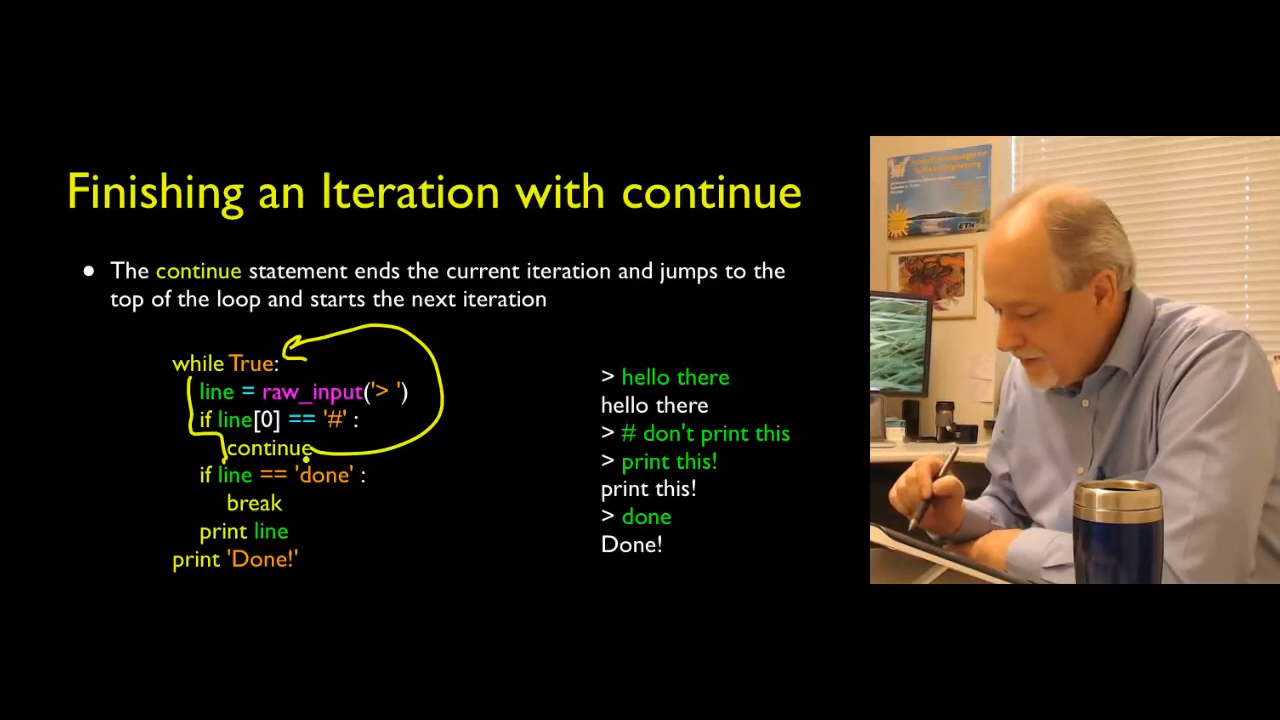 Finishing an Iteration with continue
● The continue statement ends the current iteration and jumps to the
top of the loop and starts the next iteration
while True:
line = raw_input('> ')
if line[0] == '#' :
continue
if line == 'done' :
break
print line
print 'Done!'
> hello there
hello there
> # don't print this
> print this!
print this!
> done
Done!
ETH